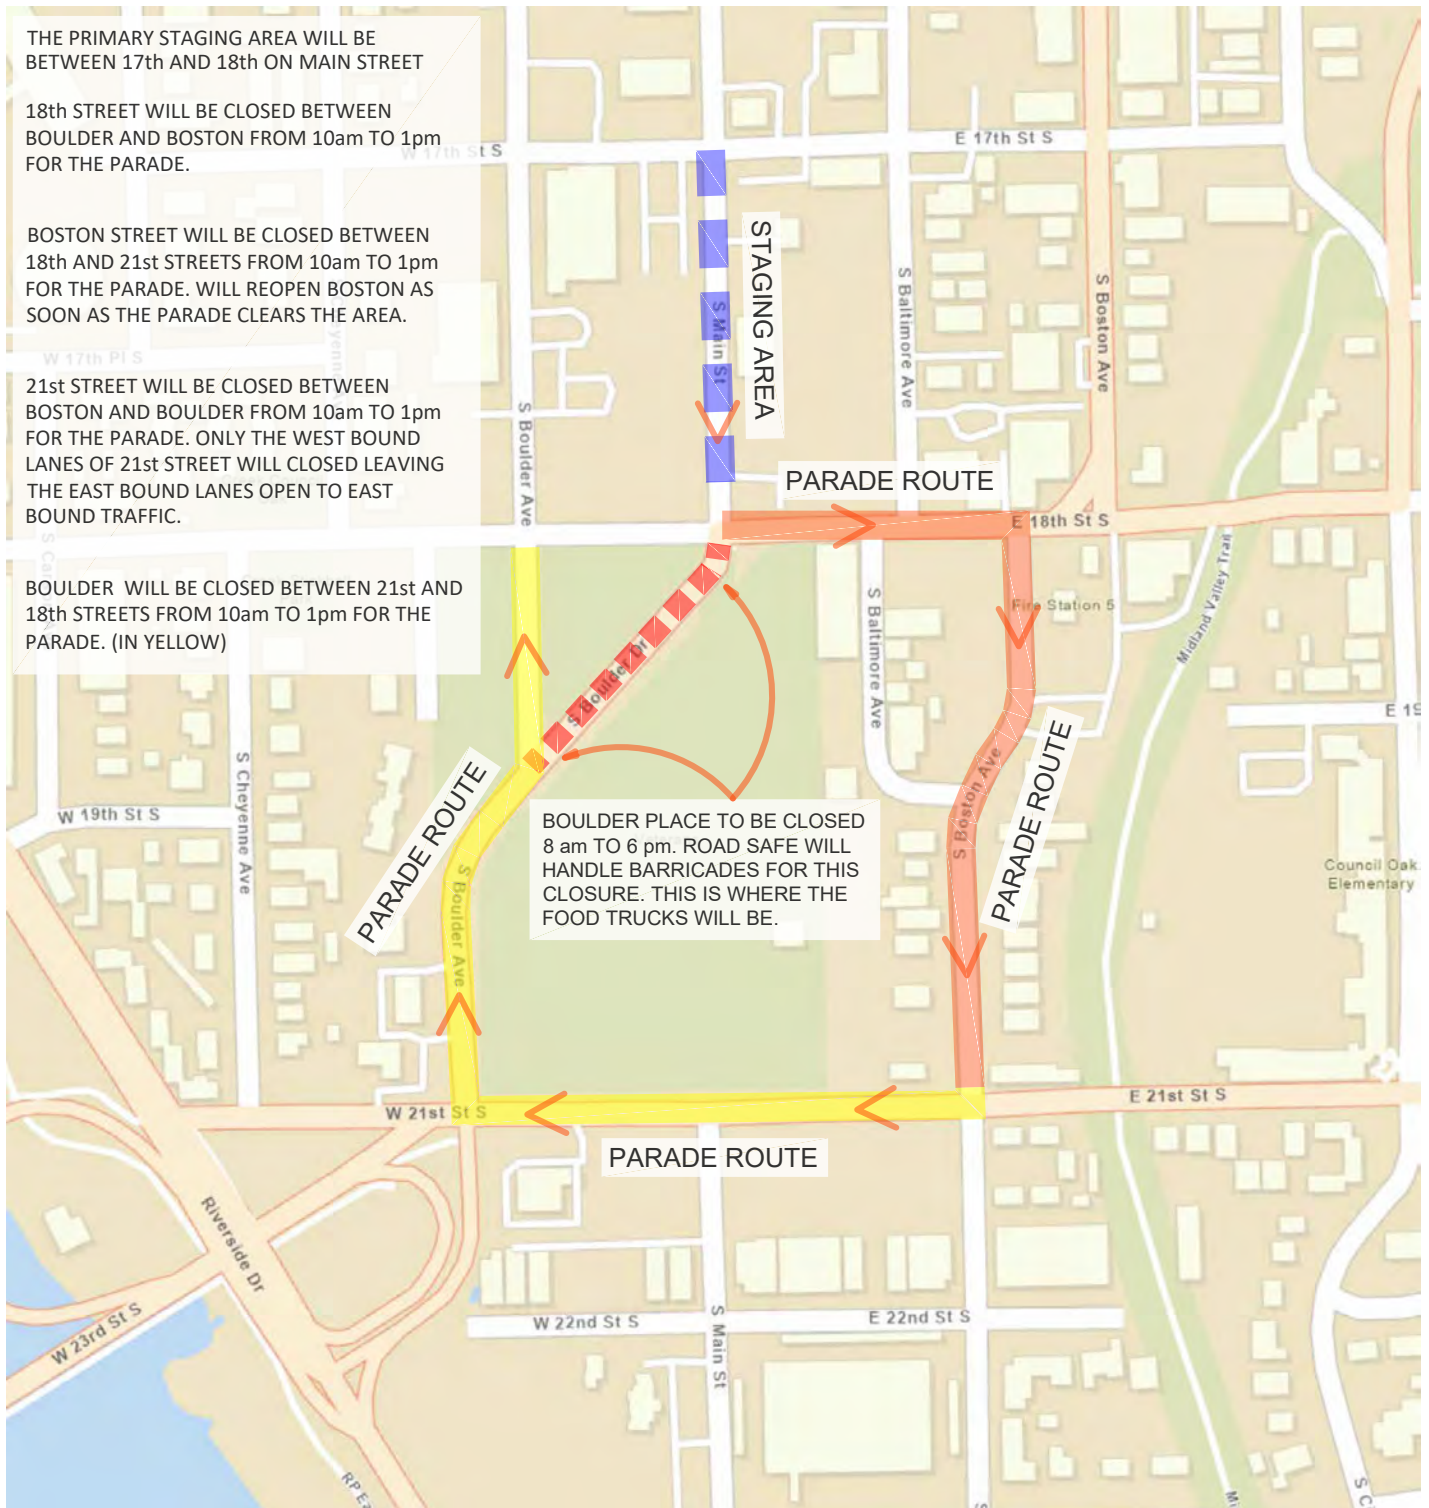 THE PRIMARY STAGING AREA WILL BE
BETWEEN 17th AND 18th ON MAIN STREET
18th STREET WILL BE CLOSED BETWEEN
BOULDER AND BOSTON FROM 10am TO 1pm
FOR THE PARADE.
BOSTON STREET WILL BE CLOSED BETWEEN
18th AND 21st STREETS FROM 10am TO 1pm
FOR THE PARADE. WILL REOPEN BOSTON AS
SOON AS THE PARADE CLEARS THE AREA.
21st STREET WILL BE CLOSED BETWEEN
BOSTON AND BOULDER FROM 10am TO 1pm
FOR THE PARADE. ONLY THE WEST BOUND
LANES OF 21st STREET WILL CLOSED LEAVING
THE EAST BOUND LANES OPEN TO EAST
BOUND TRAFFIC.
BOULDER WILL BE CLOSED BETWEEN 21st AND
18th STREETS FROM 10am TO 1pm FOR THE
PARADE. (IN YELLOW)
W 17th St S
E 17th St S
W 17th Pl S
STAGING AREA
S Main St
S Baltimore Ave
S Boston Ave
S Boulder Ave
PARADE ROUTE
E 18th St S
Midland Valley Trail
Fire Station 5
S Baltimore Ave
S Boulder Dr
E 19
S Cheyenne Ave
W 19th St S
PARADE ROUTE
S Boulder Ave
BOULDER PLACE TO BE CLOSED
8 am TO 6 pm. ROAD SAFE WILL
HANDLE BARRICADES FOR THIS
CLOSURE. THIS IS WHERE THE
FOOD TRUCKS WILL BE.
S Boston Ave
PARADE ROUTE
Council Oak
Elementary
W 21st St S
E 21st St S
PARADE ROUTE
Riverside Dr
W 23rd St S
W 22nd St S
E 22nd St S
S Main St
RP Ea
S C